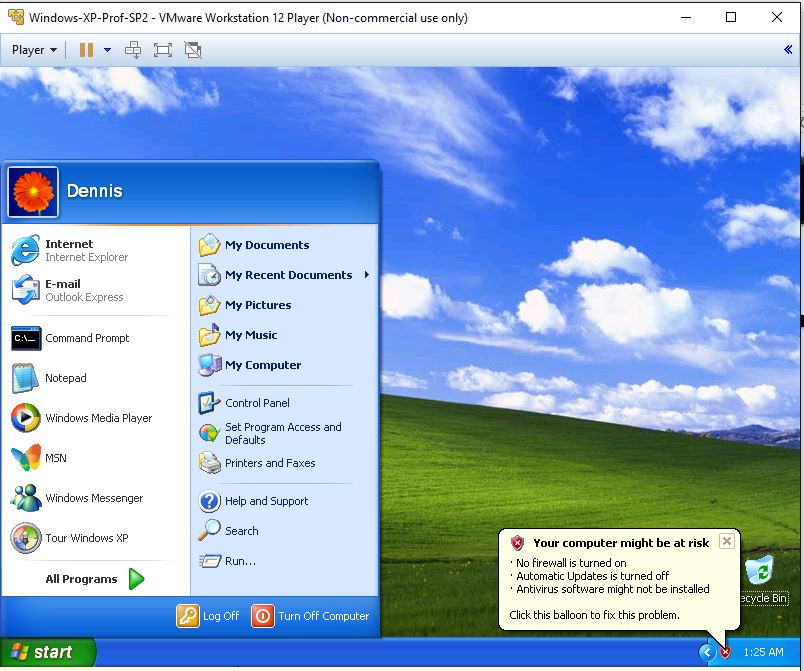 Windows-XP-Prof-SP2 - VMware Workstation 12 Player (Non-commercial use only)
Player
Dennis
Internet
Internet Explorer
E-mail
Outlook Express
Command Prompt
Notepad
Windows Media Player
MSN
Windows Messenger
Tour Windows XP
All Programs
My Documents
My Recent Documents
My Pictures
My Music
My Computer
Control Panel
Set Program Access and
Defaults
Printers and Faxes
Help and Support
Search
Run...
Log Off
Turn Off Computer
Your computer might be at risk
· No firewall is turned on
· Automatic Updates is turned off
· Antivirus software might not be installed
Click this balloon to fix this problem.
ecycle Bin
start
1:25 AM